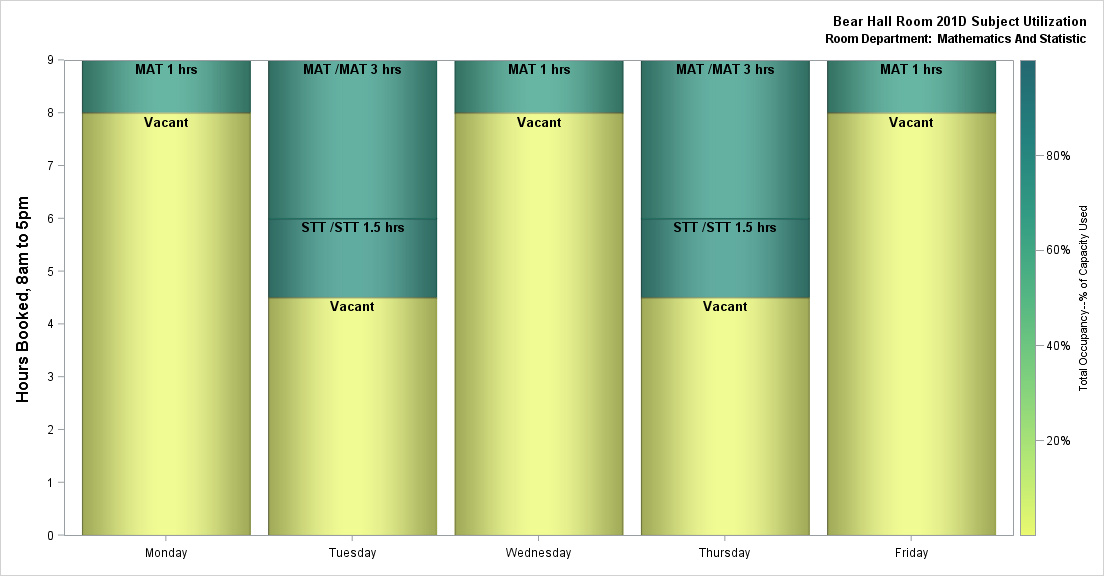 Bear Hall Room 201D Subject Utilization
Room Department: Mathematics And Statistic
Hours Booked, 8am to 5pm
9
8
7
6
5
4
3
2
1
0
MAT 1 hrs
Vacant
MAT /MAT 3 hrs
STT /STT 1.5 hrs
Vacant
MAT 1 hrs
Vacant
MAT /MAT 3 hrs
STT /STT 1.5 hrs
Vacant
MAT 1 hrs
Vacant
Monday
Tuesday
Wednesday
Thursday
Friday
80%
60%
40%
20%
Total Occupancy--% of Capacity Used